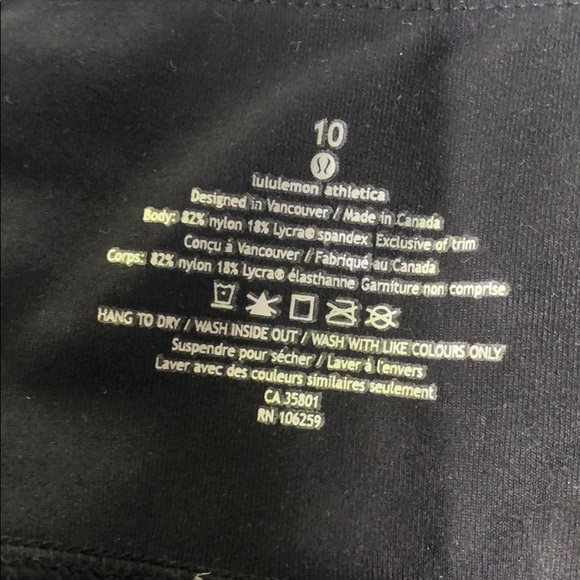 10
lululemon athletica
Designed in Vancouver / Made in Canada
Body: 82% nylon 18% Lycra® spandex Exclusive of trim
Conçu à Vancouver / Fabriqué au Canada
Corps: 82% nylon 18% Lycra® élasthanne Garniture non comprise
HANG TO DRY / WASH INSIDE OUT / WASH WITH LIKE COLOURS ONLY
Suspendre pour sécher / Laver à l'envers
Laver avec des couleurs similaires seulement
CA 35801
RN 106259